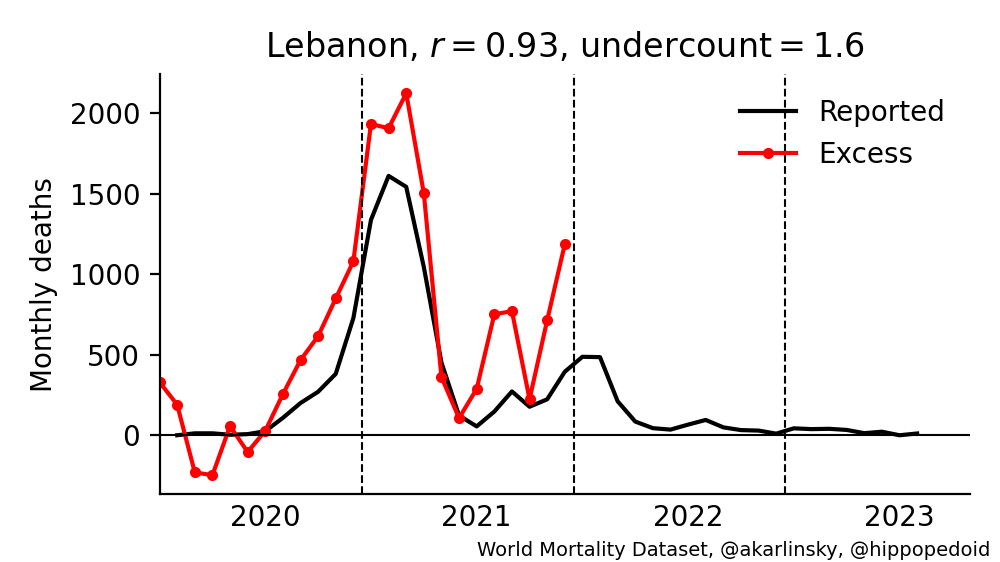 Lebanon, r = 0.93, undercount = 1.6
Monthly deaths
2000
1500
1000
500
0
Reported
Excess
2020 2021 2022 2023
World Mortality Dataset, @akarlinsky, @hippopedoid